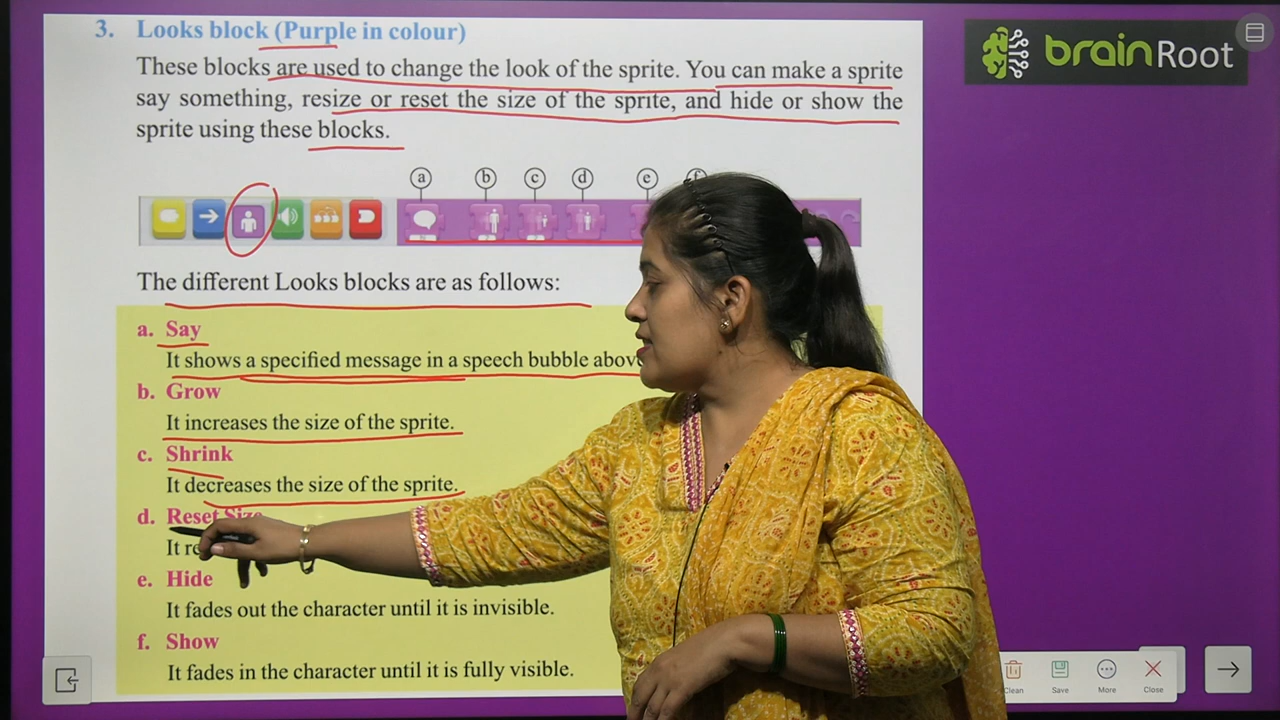 brainRoot
3. Looks block (Purple in colour)
These blocks are used to change the look of the sprite. You can make a sprite
say something, resize or reset the size of the sprite, and hide or show the
sprite using these blocks.
a b c d e f
The different Looks blocks are as follows:
a. Say
It shows a specified message in a speech bubble
b. Grow
It increases the size of the sprite.
c. Shrink
It decreases the size of the sprite.
d. Reset Size
It
e. Hide
It fades out the character until it is invisible.
f. Show
It fades in the character until it is fully visible.
Clean Save More Close